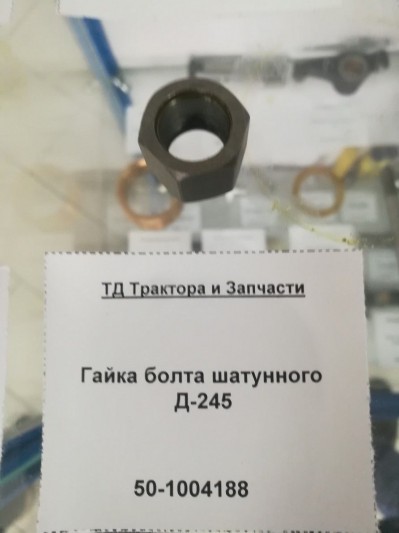 ТД Трактора и Запчасти
Гайка болта шатунного
Д-245
50-1004188